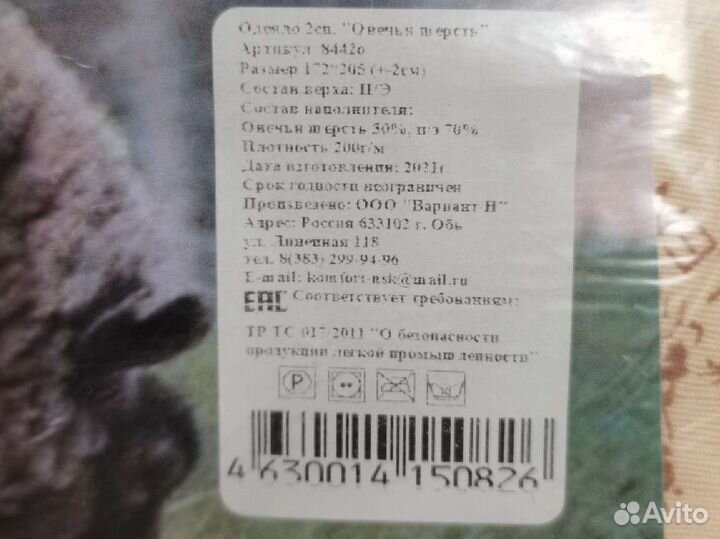 Одеяло 2сп. "Овечья шерсть"
Артикул 8442о
Размер 172*205 (+-2см)
Состав верха: П/Э
Состав наполнителя:
Овечья шерсть 30%, п/э 70%
Плотность 200г/м
Дата изготовления: 2021г.
Срок годности неограничен
Произведено: ООО "Вариант-Н"
Адрес: Россия 633102 г. Обь
ул. Линейная 118
тел. 8(383) 299-94-96
E-mail: komfort-nsk@mail.ru
EAC Соответствует требованиям:
ТР ТС 017/2011 "О безопасности
продукции легкой промышленности"
P 30
4 630014 150826
Avito